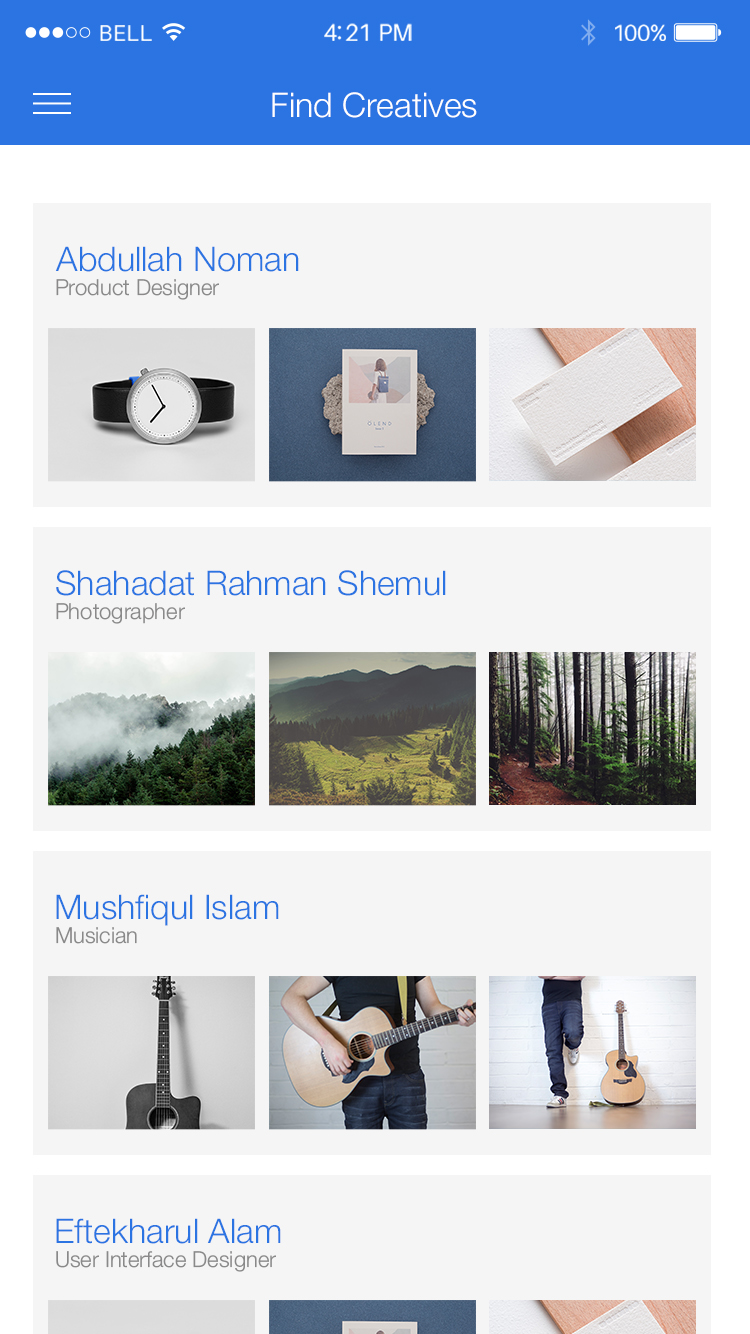 BELL 4:21 PM 100%
Find Creatives
Abdullah Noman
Product Designer
OLEND
Shahadat Rahman Shemul
Photographer
Mushfiqul Islam
Musician
Eftekharul Alam
User Interface Designer